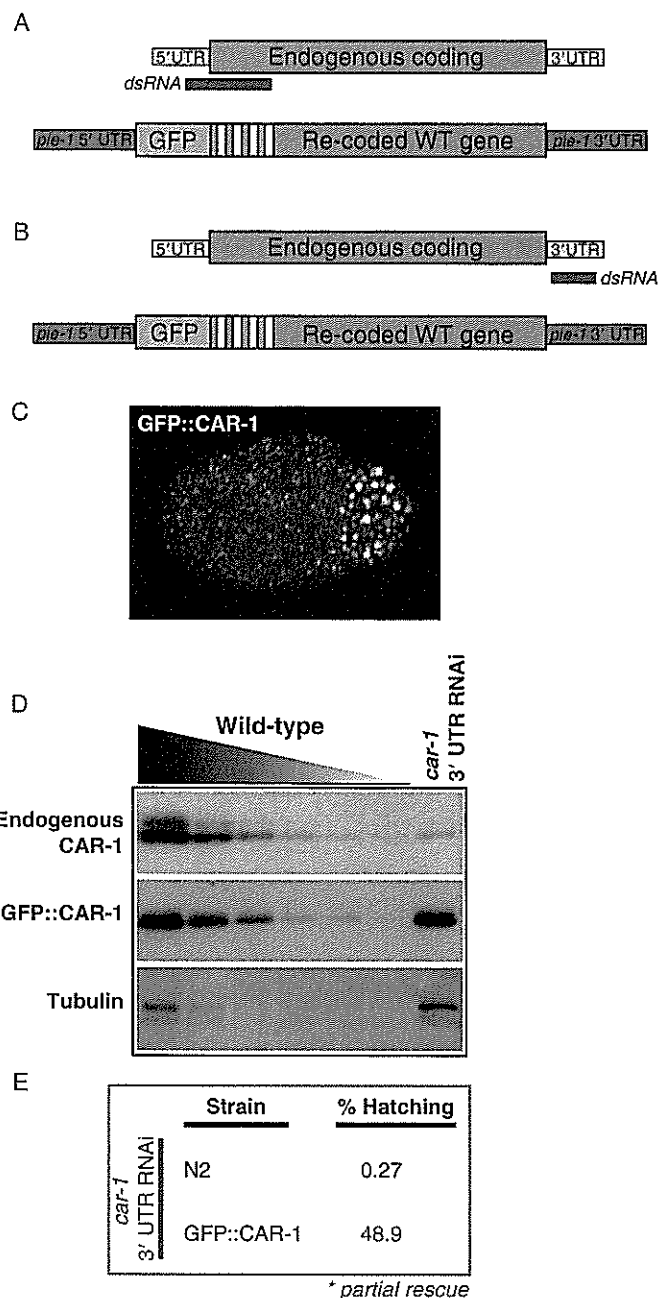 A
5'UTR Endogenous coding 3'UTR
dsRNA
pie-1 5' UTR GFP Re-coded WT gene pie-1 3'UTR
B
5'UTR Endogenous coding 3'UTR
dsRNA
pie-1 5' UTR GFP Re-coded WT gene pie-1 3' UTR
C
GFP::CAR-1
D
Wild-type
car-1
3' UTR RNAi
Endogenous
CAR-1
GFP::CAR-1
Tubulin
E
Strain % Hatching
car-1
3' UTR RNAi
N2 0.27
GFP::CAR-1 48.9
* partial rescue